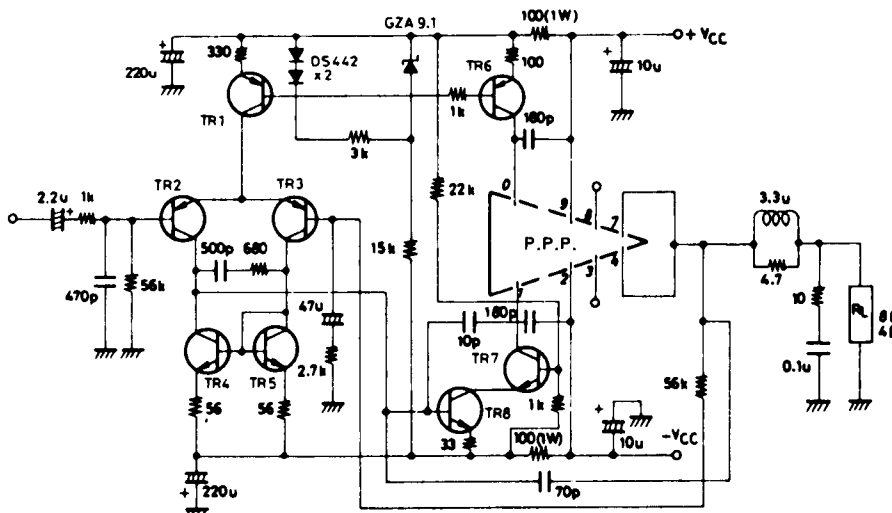 100(1W)
GZA 9.1
+ VCC
330
DS442
x2
TR6
100
+
10u
+
220u
1k
180p
TR1
3k
22k
2.2u
1k
+
TR2
TR3
0
9
8
7
3.3u
P.P.P.
500p
680
15k
1
2
3
4
4.7
470p
56k
47u
180p
10p
10
RL
8
4
TR7
TR4
TR5
2.7k
56k
0.1u
56
56
TR8
1k
33
100(1W)
+
10u
-VCC
220u
+
70p